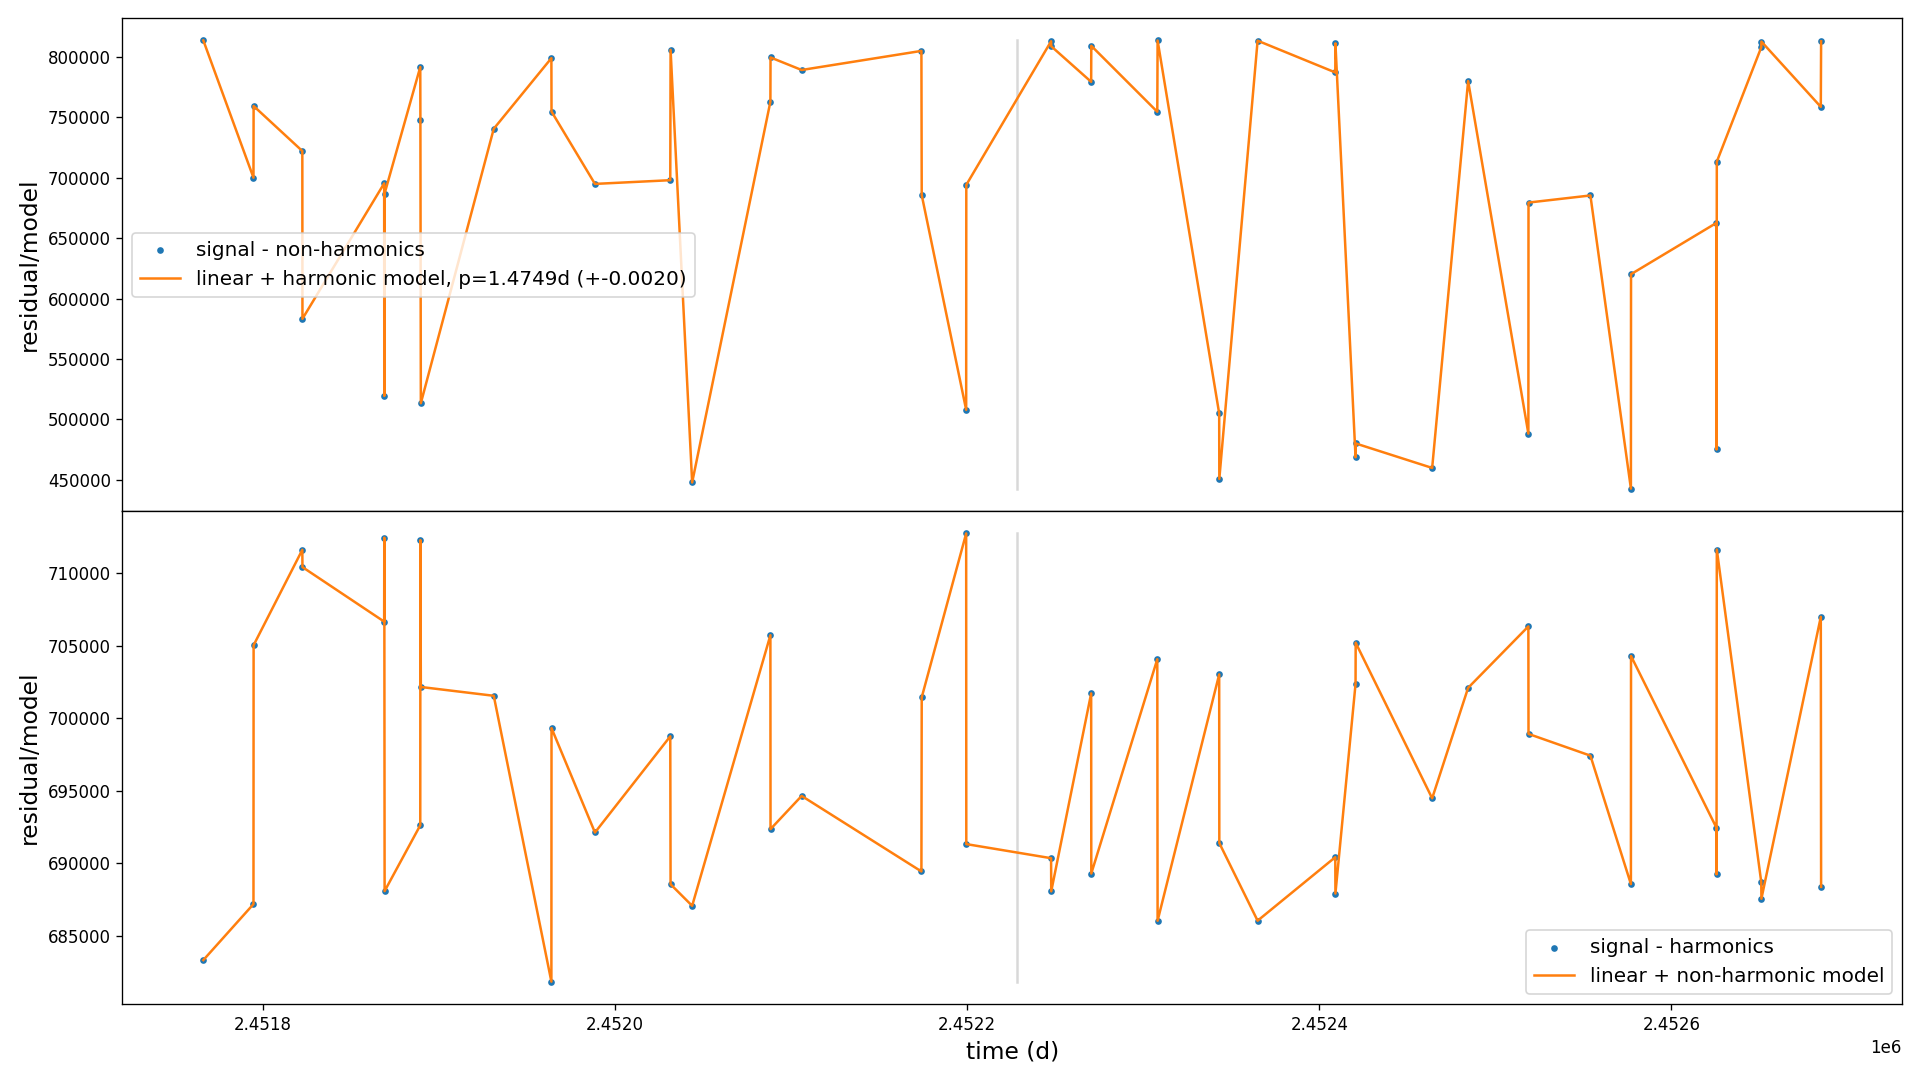 800000
750000
700000
650000
600000
550000
500000
450000
residual/model
signal - non-harmonics
linear + harmonic model, p=1.4749d (+-0.0020)
710000
705000
700000
695000
690000
685000
residual/model
signal - harmonics
linear + non-harmonic model
2.4518 2.4520 2.4522 2.4524 2.4526
time (d)
1e6